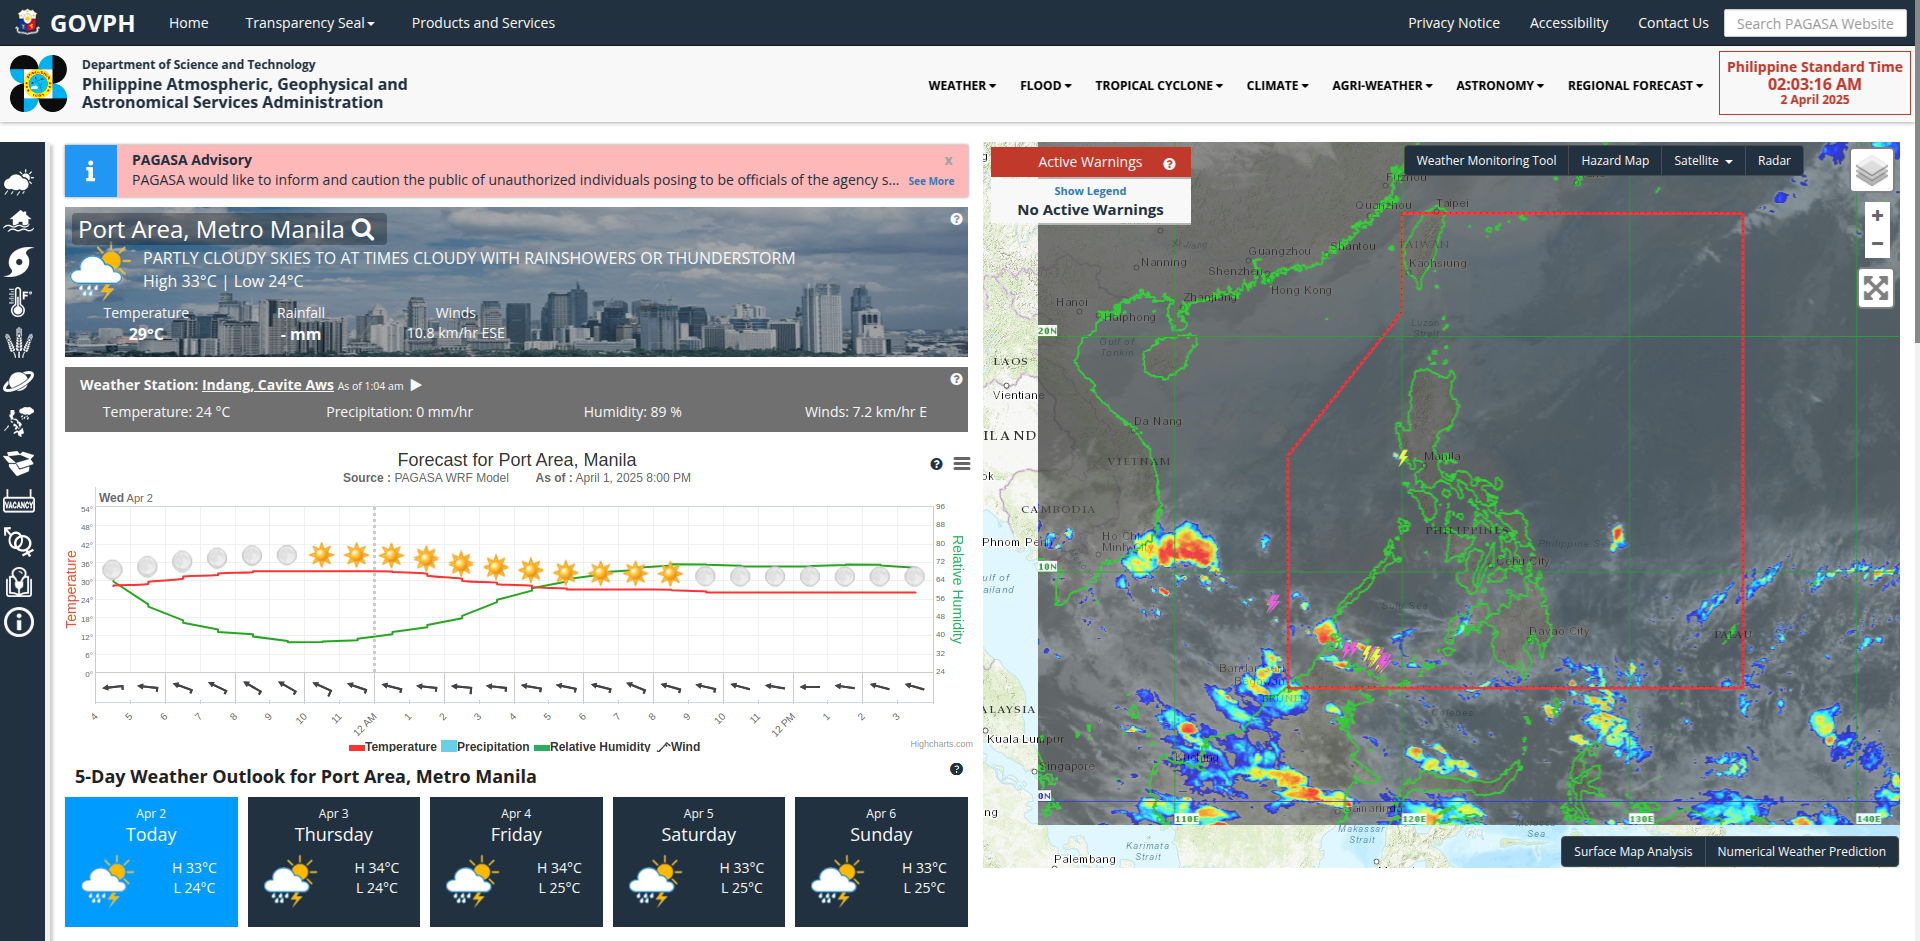 GOVPH
Home
Transparency Seal
Products and Services
Privacy Notice
Accessibility
Contact Us
Search PAGASA Website
Department of Science and Technology
Philippine Atmospheric, Geophysical and
Astronomical Services Administration
WEATHER
FLOOD
TROPICAL CYCLONE
CLIMATE
AGRI-WEATHER
ASTRONOMY
REGIONAL FORECAST
Philippine Standard Time
02:03:16 AM
2 April 2025
PAGASA Advisory
x
PAGASA would like to inform and caution the public of unauthorized individuals posing to be officials of the agency s... See More
Port Area, Metro Manila
PARTLY CLOUDY SKIES TO AT TIMES CLOUDY WITH RAINSHOWERS OR THUNDERSTORM
High 33°C | Low 24°C
Temperature
29°C
Rainfall
- mm
Winds
10.8 km/hr ESE
Weather Station: Indang, Cavite Aws As of 1:04 am
Temperature: 24 °C
Precipitation: 0 mm/hr
Humidity: 89 %
Winds: 7.2 km/hr E
Forecast for Port Area, Manila
Source : PAGASA WRF Model As of : April 1, 2025 8:00 PM
Wed Apr 2
Temperature
54°
48°
42°
36°
30°
24°
18°
12°
6°
0°
96
88
80
72
64
56
48
40
32
24
Relative Humidity
4 5 6 7 8 9 10 11 12 AM 1 2 3 4 5 6 7 8 9 10 11 12 PM 1 2 3
Temperature Precipitation Relative Humidity Wind
Highcharts.com
5-Day Weather Outlook for Port Area, Metro Manila
Apr 2
Today
H 33°C
L 24°C
Apr 3
Thursday
H 34°C
L 24°C
Apr 4
Friday
H 34°C
L 25°C
Apr 5
Saturday
H 33°C
L 25°C
Apr 6
Sunday
H 33°C
L 25°C
VACANCY
Active Warnings
Show Legend
No Active Warnings
Weather Monitoring Tool
Hazard Map
Satellite
Radar
+
−
Fuzhou
Quanzhou
Taipei
Guangzhou
Shantou
TAIWAN
Nanning
Shenzhen
Kaohsiung
Hong Kong
Hanoi
Zhanjiang
Haiphong
20N
Luzon
Strait
Gulf of
Tonkin
LAOS
Vientiane
Da Nang
ILAND
VIETNAM
Manila
ok
CAMBODIA
PHILIPPINES
Phnom Penh
Ho Chi
Minh City
Philippine Sea
10N
Cebu City
ulf of
ailand
Davao City
PALAU
Bandar Seri
Begawan
BRUNEI
ALAYSIA
Celebes
Kuala Lumpur
Kuching
Singapore
0N
Samarinda
ng
110E
120E
130E
140E
Makassar
Strait
Sea
Karimata
Strait
Palembang
Surface Map Analysis
Numerical Weather Prediction